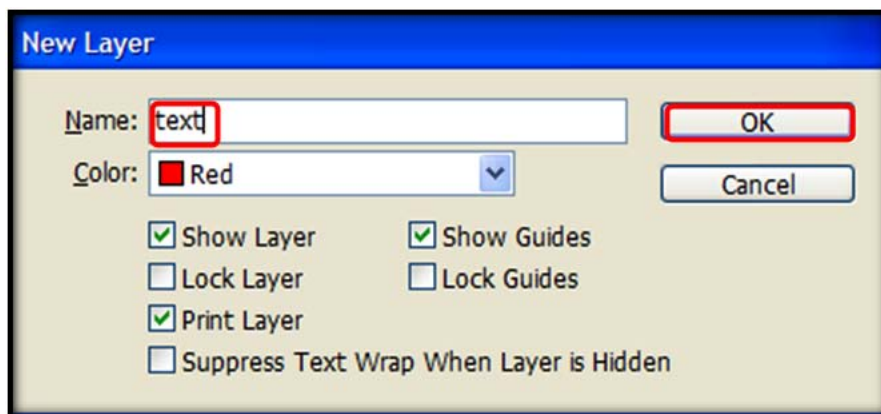 New Layer
Name: text OK
Color: Red Cancel
Show Layer Show Guides
Lock Layer Lock Guides
Print Layer
Suppress Text Wrap When Layer is Hidden